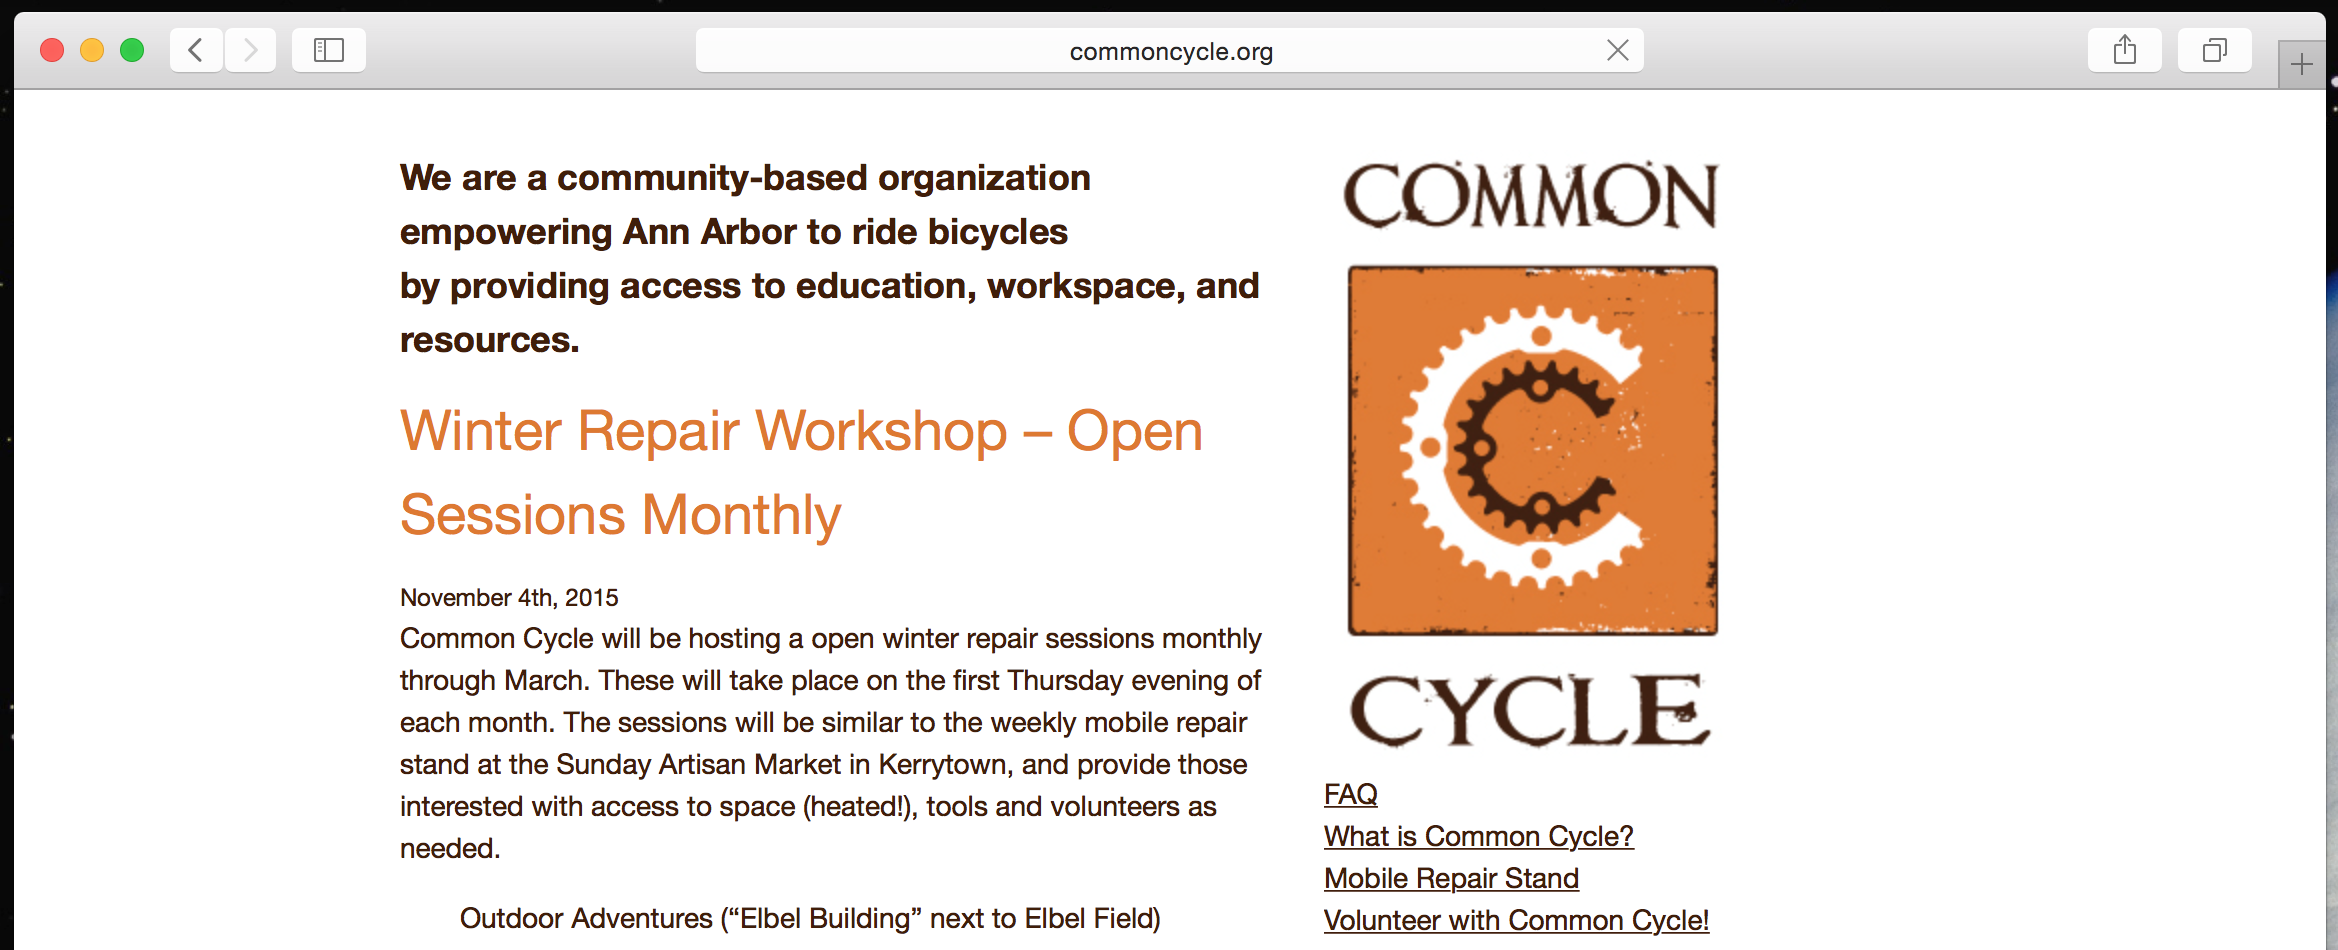 commoncycle.org
We are a community-based organization
empowering Ann Arbor to ride bicycles
by providing access to education, workspace, and
resources.
Winter Repair Workshop – Open
Sessions Monthly
November 4th, 2015
Common Cycle will be hosting a open winter repair sessions monthly
through March. These will take place on the first Thursday evening of
each month. The sessions will be similar to the weekly mobile repair
stand at the Sunday Artisan Market in Kerrytown, and provide those
interested with access to space (heated!), tools and volunteers as
needed.
Outdoor Adventures (“Elbel Building” next to Elbel Field)
COMMON
CYCLE
FAQ
What is Common Cycle?
Mobile Repair Stand
Volunteer with Common Cycle!